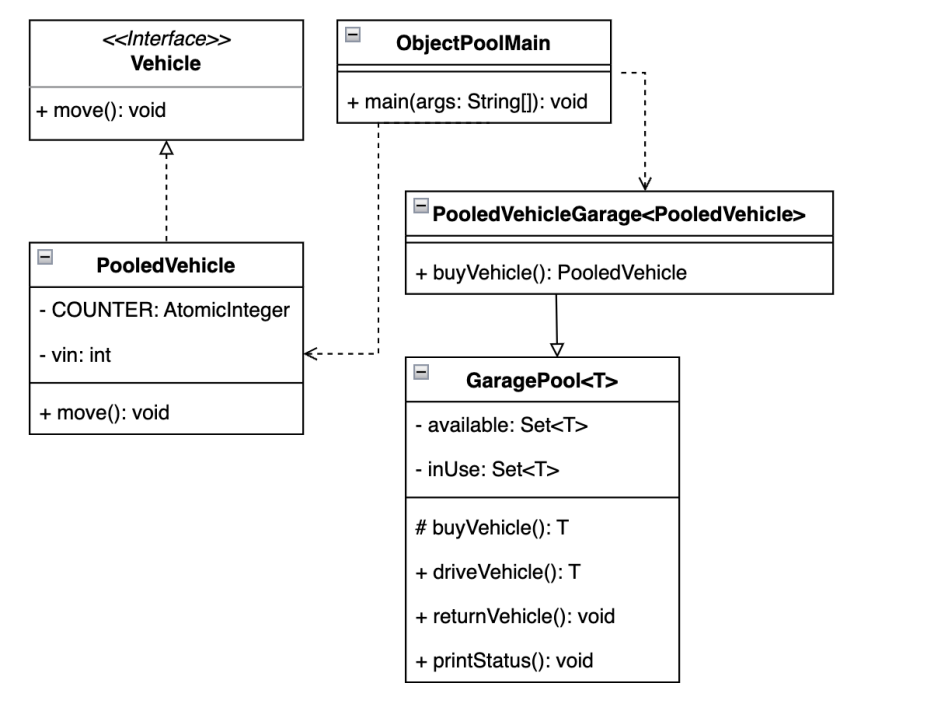 <<Interface>>
Vehicle
+ move(): void
ObjectPoolMain
+ main(args: String[]): void
PooledVehicleGarage<PooledVehicle>
+ buyVehicle(): PooledVehicle
PooledVehicle
- COUNTER: AtomicInteger
- vin: int
+ move(): void
GaragePool<T>
- available: Set<T>
- inUse: Set<T>
# buyVehicle(): T
+ driveVehicle(): T
+ returnVehicle(): void
+ printStatus(): void